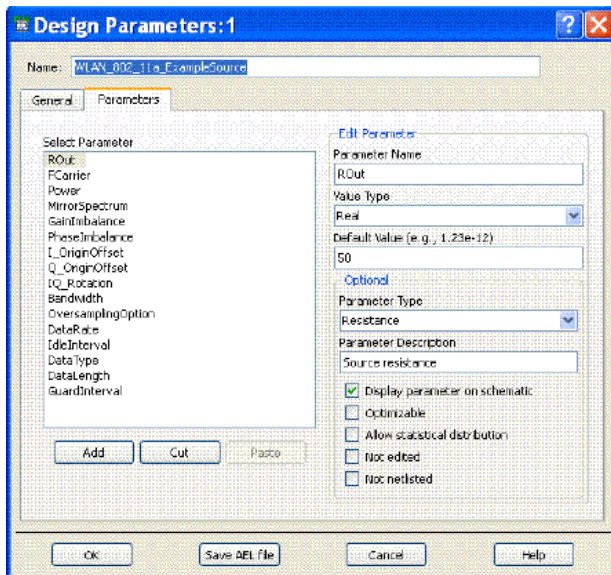 Design Parameters:1
Name: WLAN_802_11a_ExampleSource
General Parameters
Select Parameter
ROut
FCarrier
Power
MirrorSpectrum
GainImbalance
PhaseImbalance
I_OriginOffset
Q_OriginOffset
IQ_Rotation
Bandwidth
OversamplingOption
DataRate
IdleInterval
DataType
DataLength
GuardInterval
Add Cut Paste
Edit Parameter
Parameter Name
ROut
Value Type
Real
Default Value (e.g., 1.23e-12)
50
Optional
Parameter Type
Resistance
Parameter Description
Source resistance
Display parameter on schematic
Optimizable
Allow statistical distribution
Not edited
Not netlisted
OK Save AEL file Cancel Help